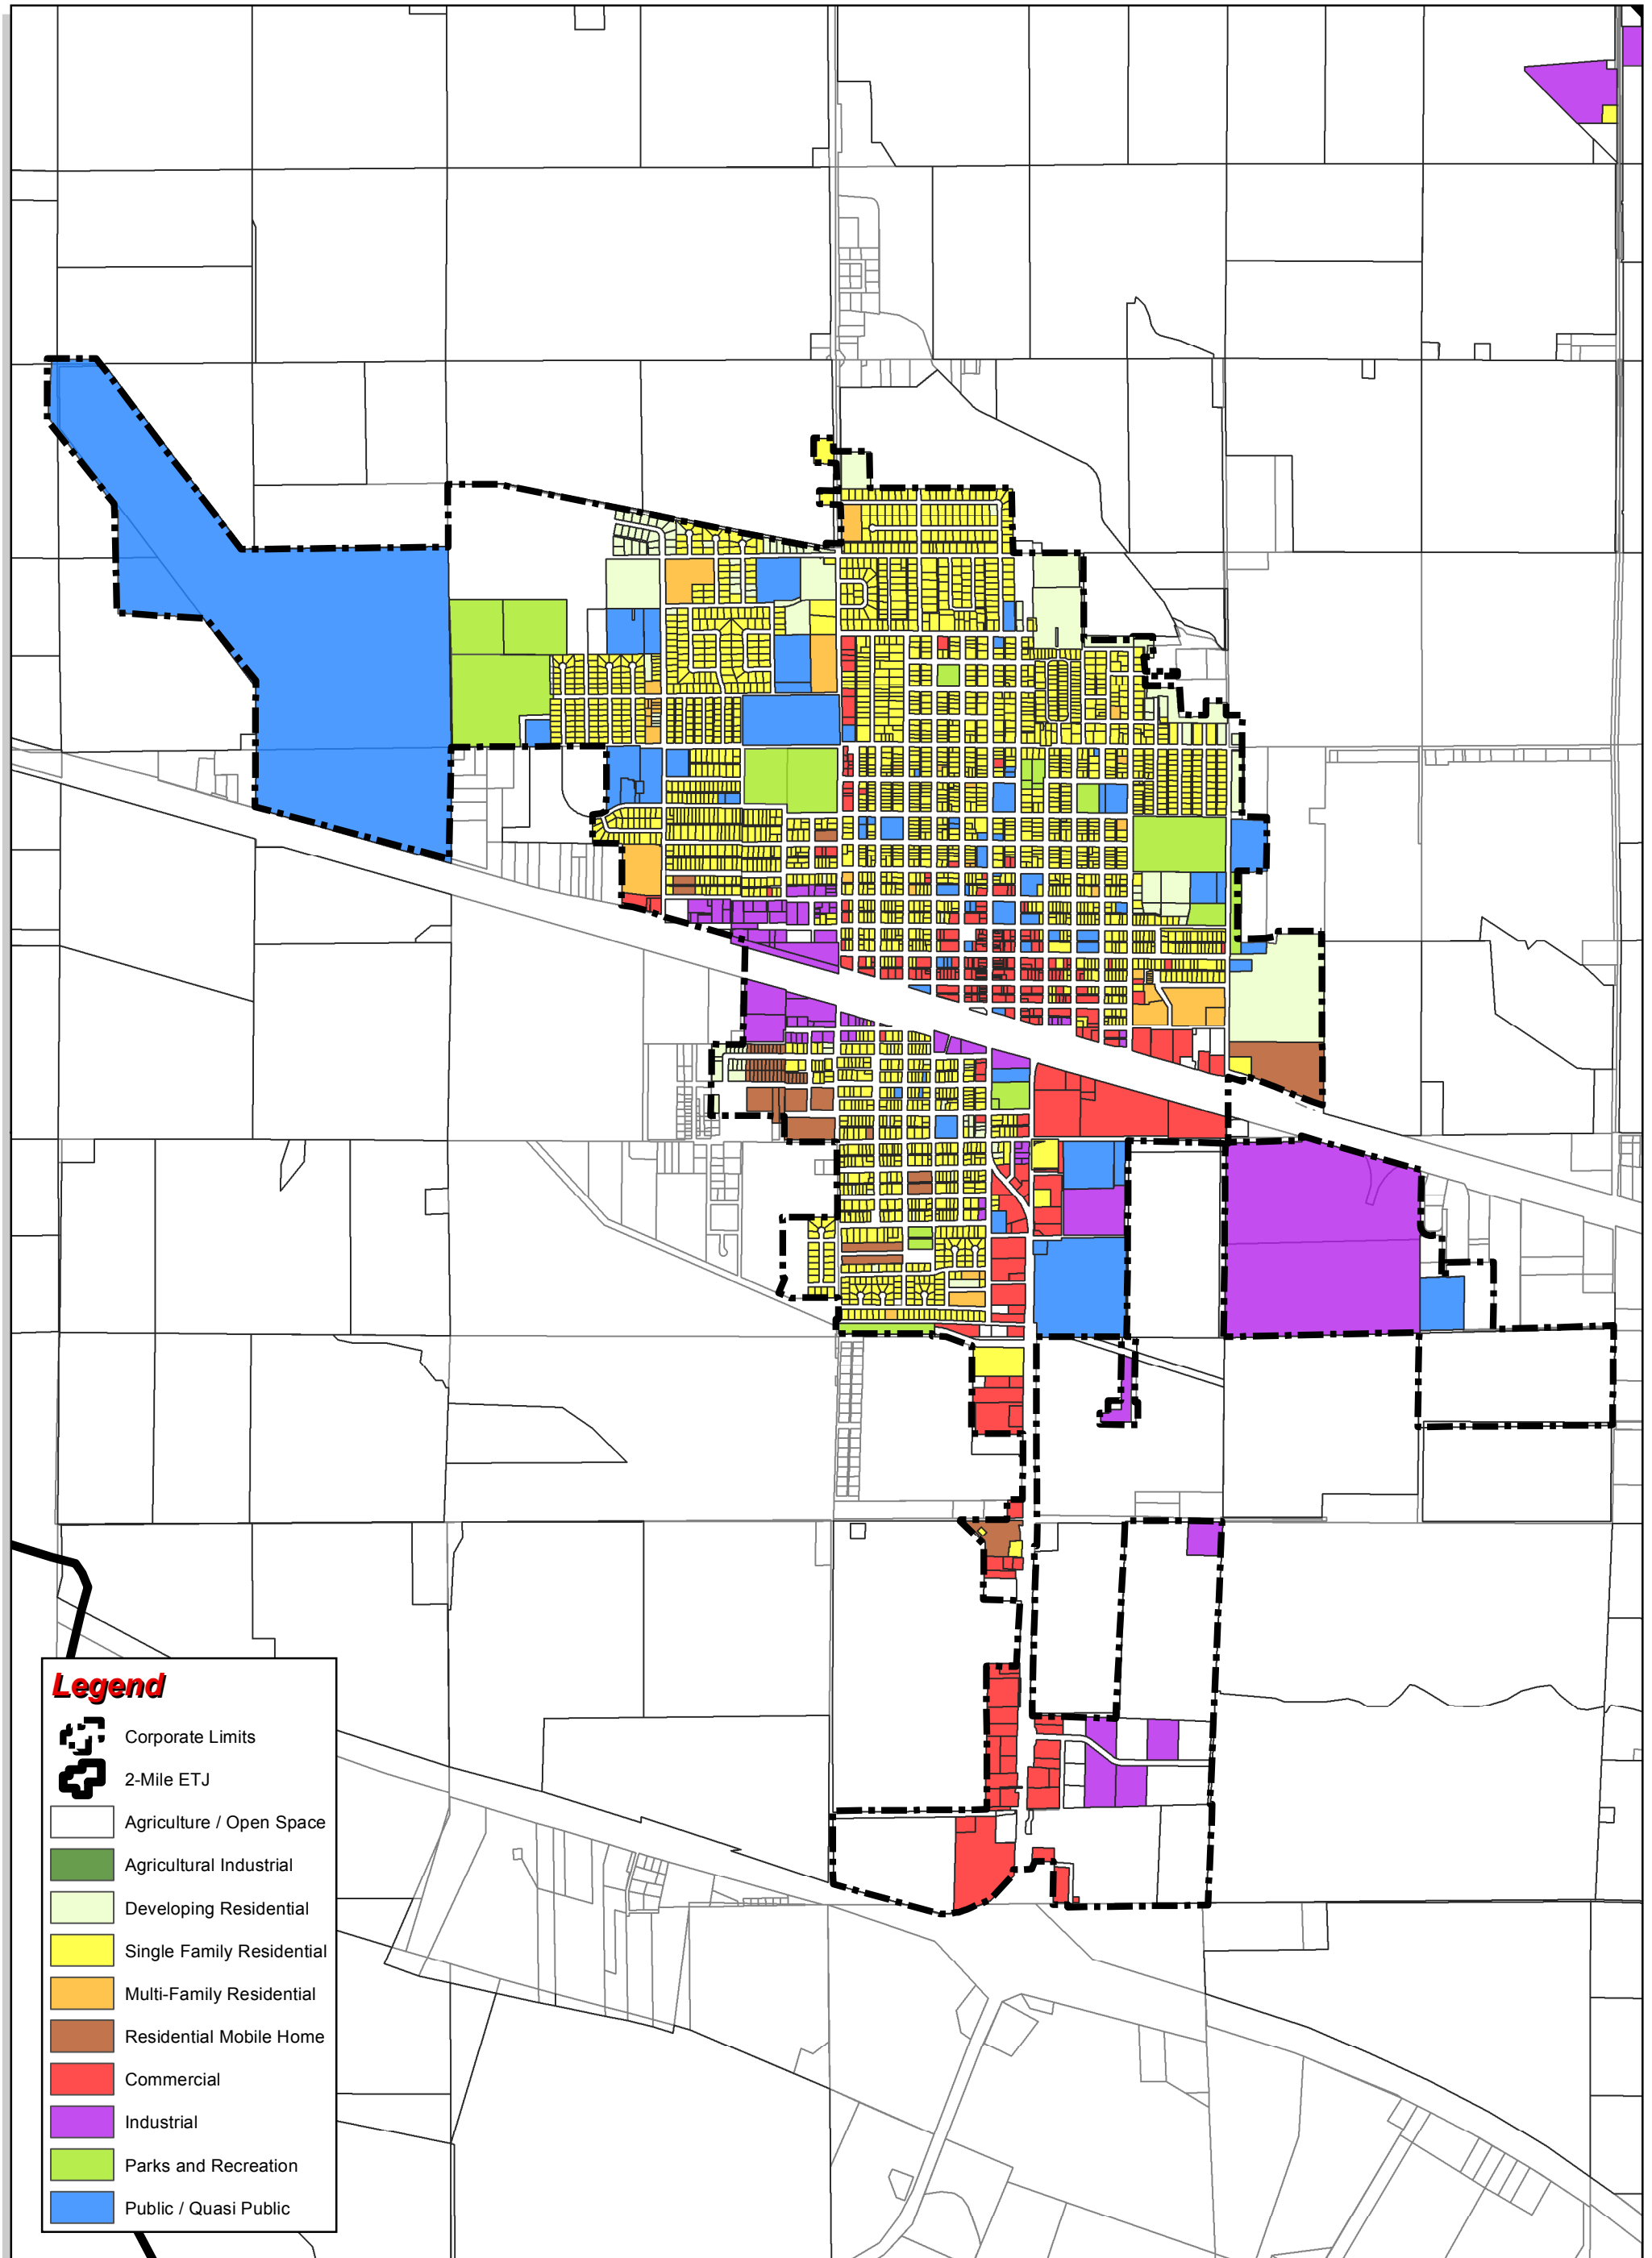 Legend
Corporate Limits
2-Mile ETJ
Agriculture / Open Space
Agricultural Industrial
Developing Residential
Single Family Residential
Multi-Family Residential
Residential Mobile Home
Commercial
Industrial
Parks and Recreation
Public / Quasi Public